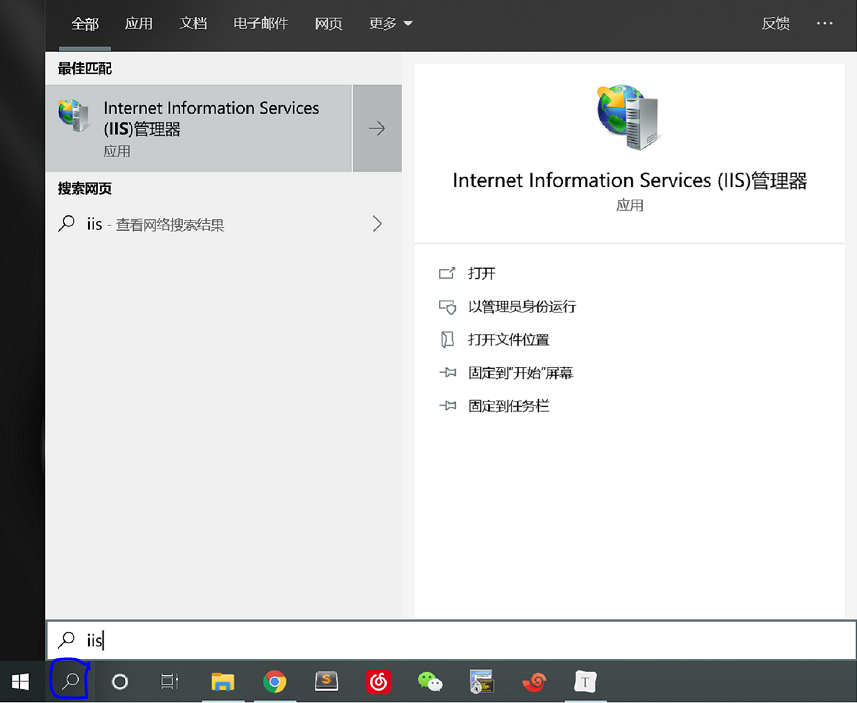 全部 应用 文档 电子邮件 网页 更多 反馈 ...
最佳匹配
Internet Information Services
(IIS)管理器
应用
搜索网页
iis - 查看网络搜索结果
Internet Information Services (IIS)管理器
应用
打开
以管理员身份运行
打开文件位置
固定到"开始"屏幕
固定到任务栏
iis
S
T